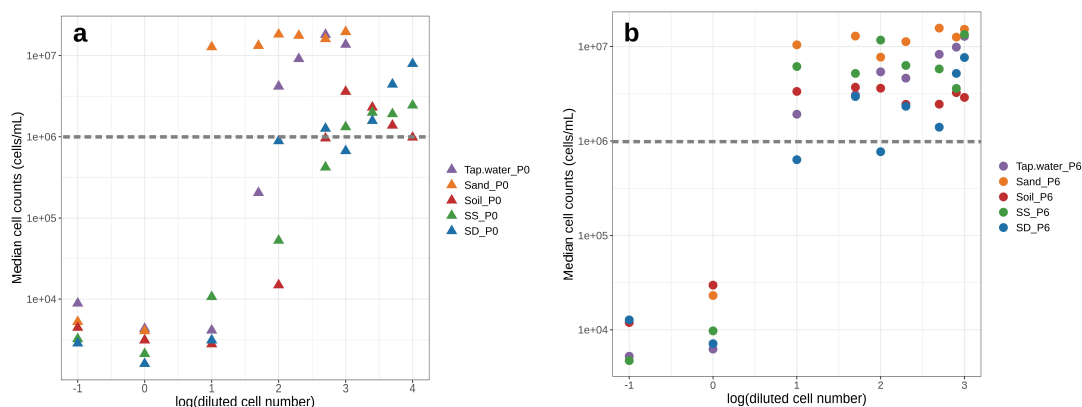 a
Median cell counts (cells/mL)
1e+07
1e+06
1e+05
1e+04
-1 0 1 2 3 4
log(diluted cell number)
Tap.water_P0
Sand_P0
Soil_P0
SS_P0
SD_P0
b
Median cell counts (cells/mL)
1e+07
1e+06
1e+05
1e+04
-1 0 1 2 3
log(diluted cell number)
Tap.water_P6
Sand_P6
Soil_P6
SS_P6
SD_P6